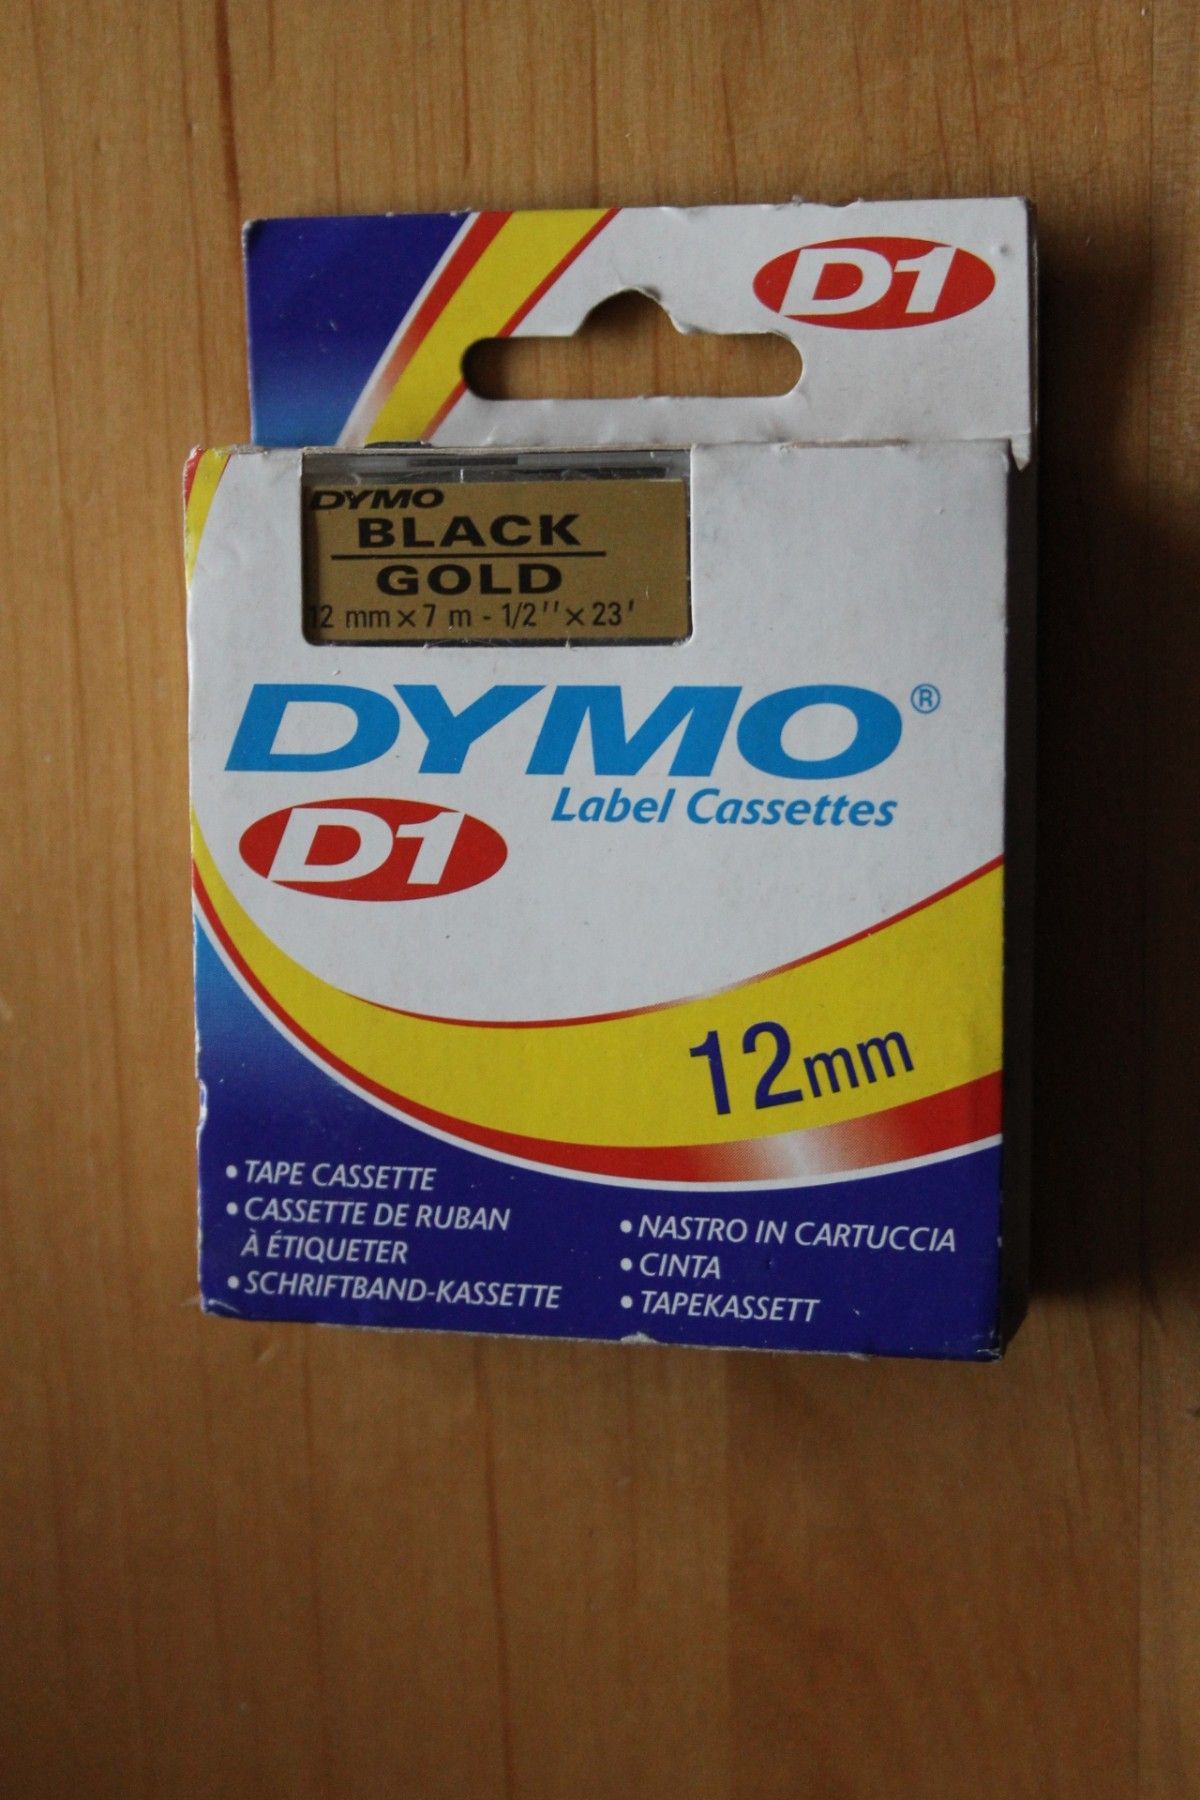 D1
DYMO
BLACK
GOLD
12 mm × 7 m - 1/2'' × 23'
DYMO®
Label Cassettes
D1
12mm
• TAPE CASSETTE
• CASSETTE DE RUBAN
À ÉTIQUETER
• SCHRIFTBAND-KASSETTE
• NASTRO IN CARTUCCIA
• CINTA
• TAPEKASSETT